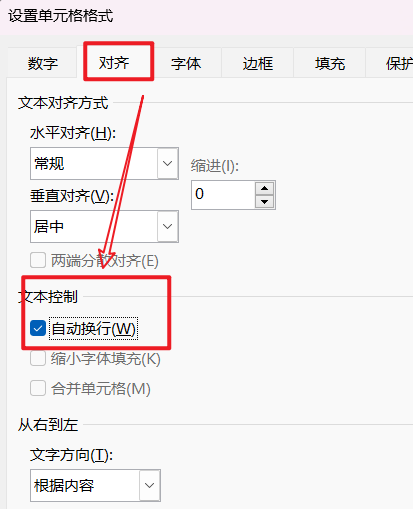 设置单元格格式
数字 对齐 字体 边框 填充 保护
文本对齐方式
水平对齐(H):
常规 缩进(I):
垂直对齐(V): 0
居中
两端分散对齐(E)
文本控制
自动换行(W)
缩小字体填充(K)
合并单元格(M)
从右到左
文字方向(T):
根据内容